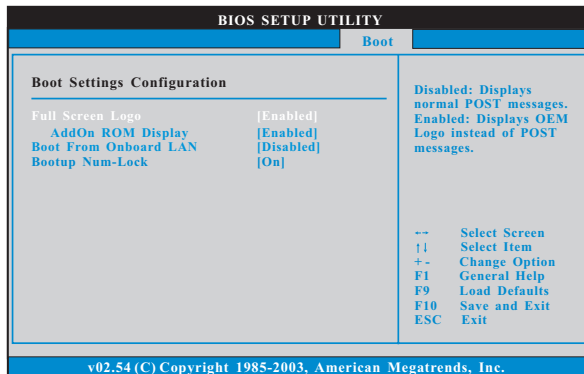 BIOS SETUP UTILITY
Boot
Boot Settings Configuration
Full Screen Logo [Enabled]
AddOn ROM Display [Enabled]
Boot From Onboard LAN [Disabled]
Bootup Num-Lock [On]
Disabled: Displays
normal POST messages.
Enabled: Displays OEM
Logo instead of POST
messages.
←→ Select Screen
↑↓ Select Item
+ - Change Option
F1 General Help
F9 Load Defaults
F10 Save and Exit
ESC Exit
v02.54 (C) Copyright 1985-2003, American Megatrends, Inc.